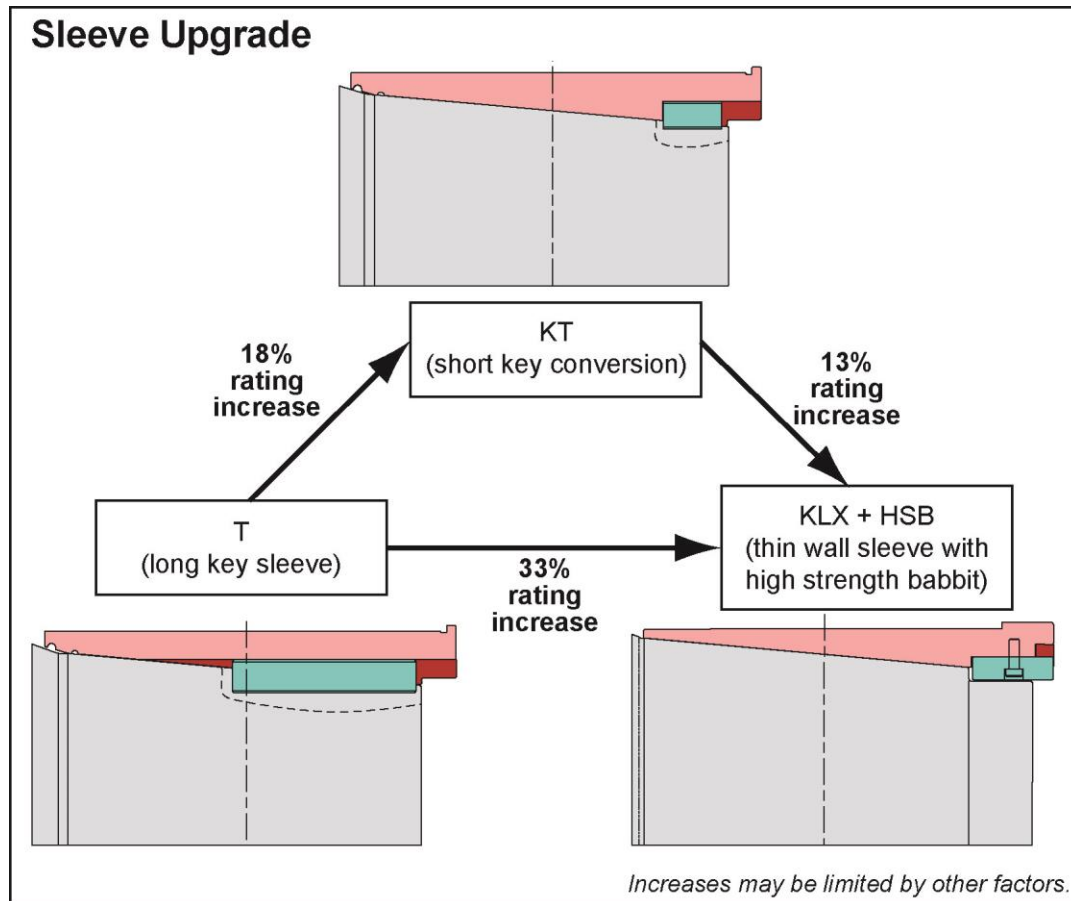 Sleeve Upgrade
KT
(short key conversion)
18%
rating
increase
13%
rating
increase
T
(long key sleeve)
KLX + HSB
(thin wall sleeve with
high strength babbit)
33%
rating
increase
Increases may be limited by other factors.